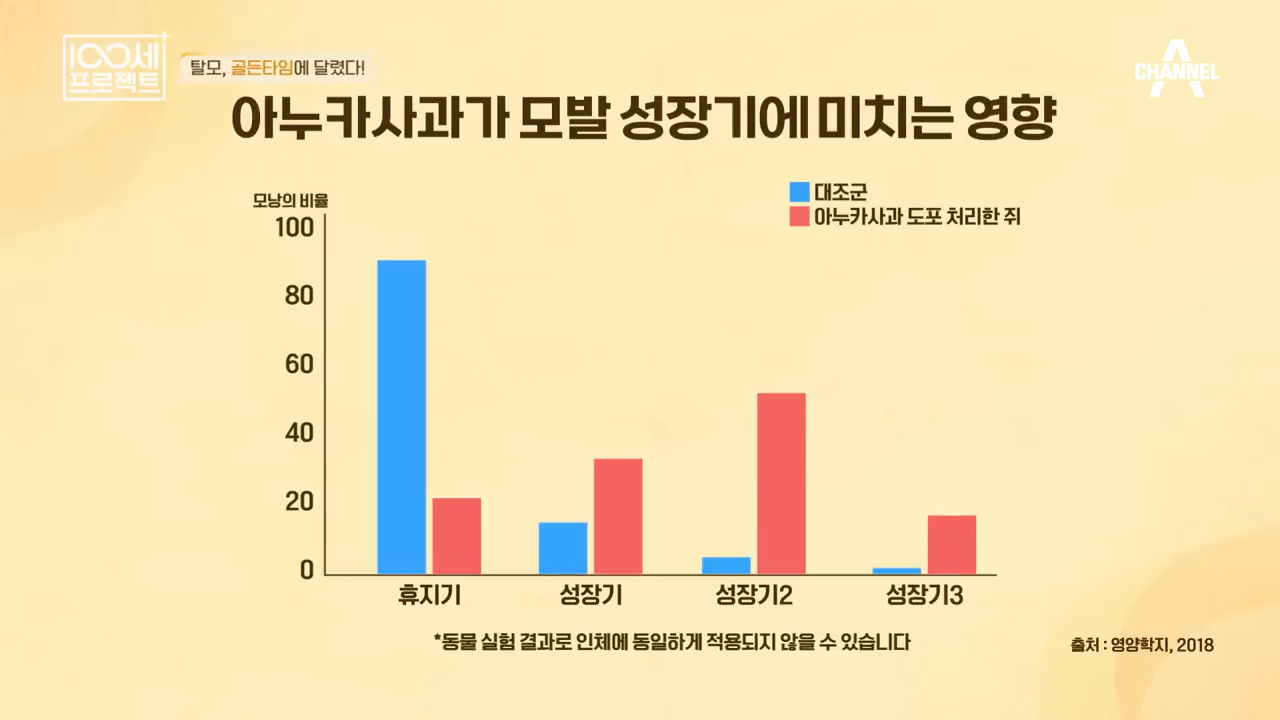 100세
프로젝트
탈모, 골든타임에 달렸다!
CHANNEL A
아누카사과가 모발 성장기에 미치는 영향
대조군
아누카사과 도포 처리한 쥐
모낭의 비율
100
80
60
40
20
0
휴지기 성장기 성장기2 성장기3
*동물 실험 결과로 인체에 동일하게 적용되지 않을 수 있습니다
출처 : 영양학지, 2018